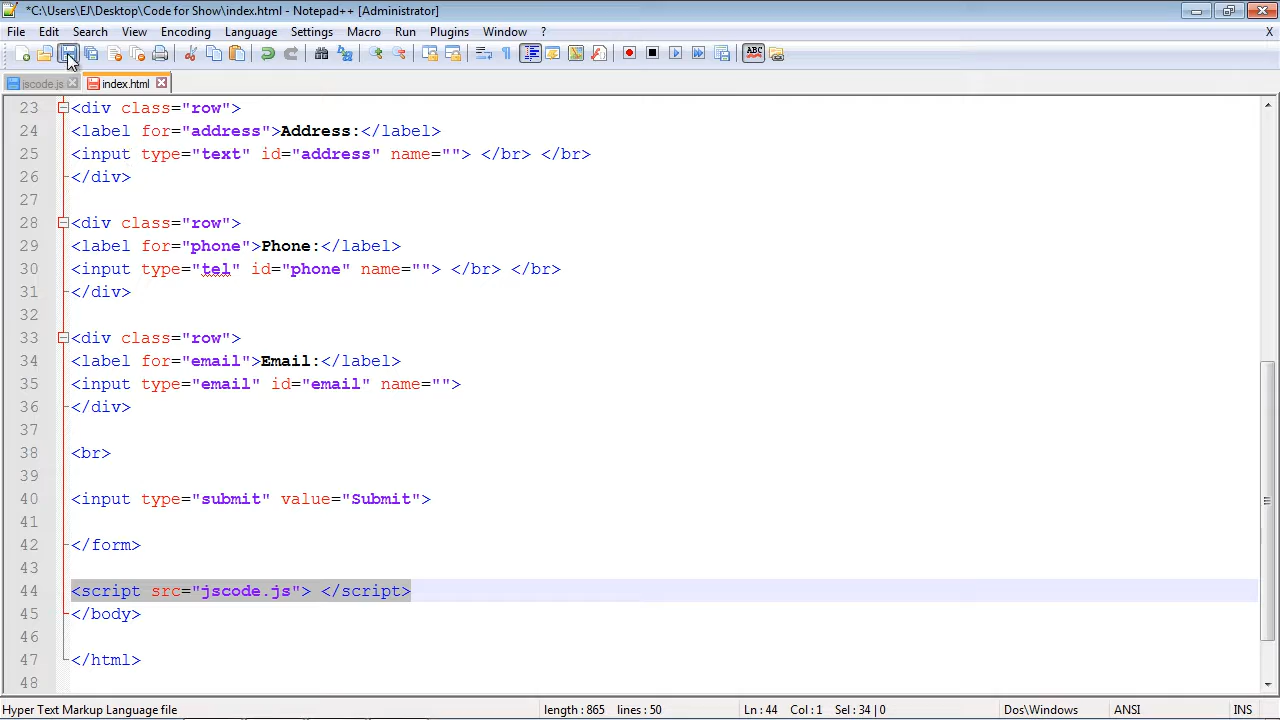 *C:\Users\EJ\Desktop\Code for Show\index.html - Notepad++ [Administrator]
File Edit Search View Encoding Language Settings Macro Run Plugins Window ? X
jscode.js index.html
23 <div class="row">
24 <label for="address">Address:</label>
25 <input type="text" id="address" name=""> </br> </br>
26 </div>
27
28 <div class="row">
29 <label for="phone">Phone:</label>
30 <input type="tel" id="phone" name=""> </br> </br>
31 </div>
32
33 <div class="row">
34 <label for="email">Email:</label>
35 <input type="email" id="email" name="">
36 </div>
37
38 <br>
39
40 <input type="submit" value="Submit">
41
42 </form>
43
44 <script src="jscode.js"> </script>
45 </body>
46
47 </html>
48
Hyper Text Markup Language file length : 865 lines : 50 Ln : 44 Col : 1 Sel : 34 | 0 Dos\Windows ANSI INS